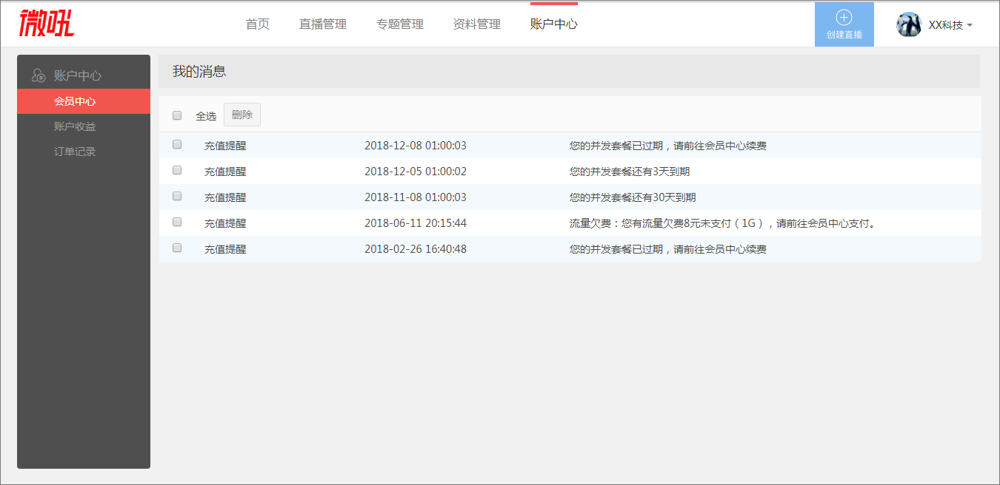 微吼
首页 直播管理 专题管理 资料管理 账户中心
创建直播
XX科技
账户中心
会员中心
账户收益
订单记录
我的消息
全选 删除
充值提醒 2018-12-08 01:00:03 您的并发套餐已过期，请前往会员中心续费
充值提醒 2018-12-05 01:00:02 您的并发套餐还有3天到期
充值提醒 2018-11-08 01:00:03 您的并发套餐还有30天到期
充值提醒 2018-06-11 20:15:44 流量欠费：您有流量欠费8元未支付（1G），请前往会员中心支付。
充值提醒 2018-02-26 16:40:48 您的并发套餐已过期，请前往会员中心续费